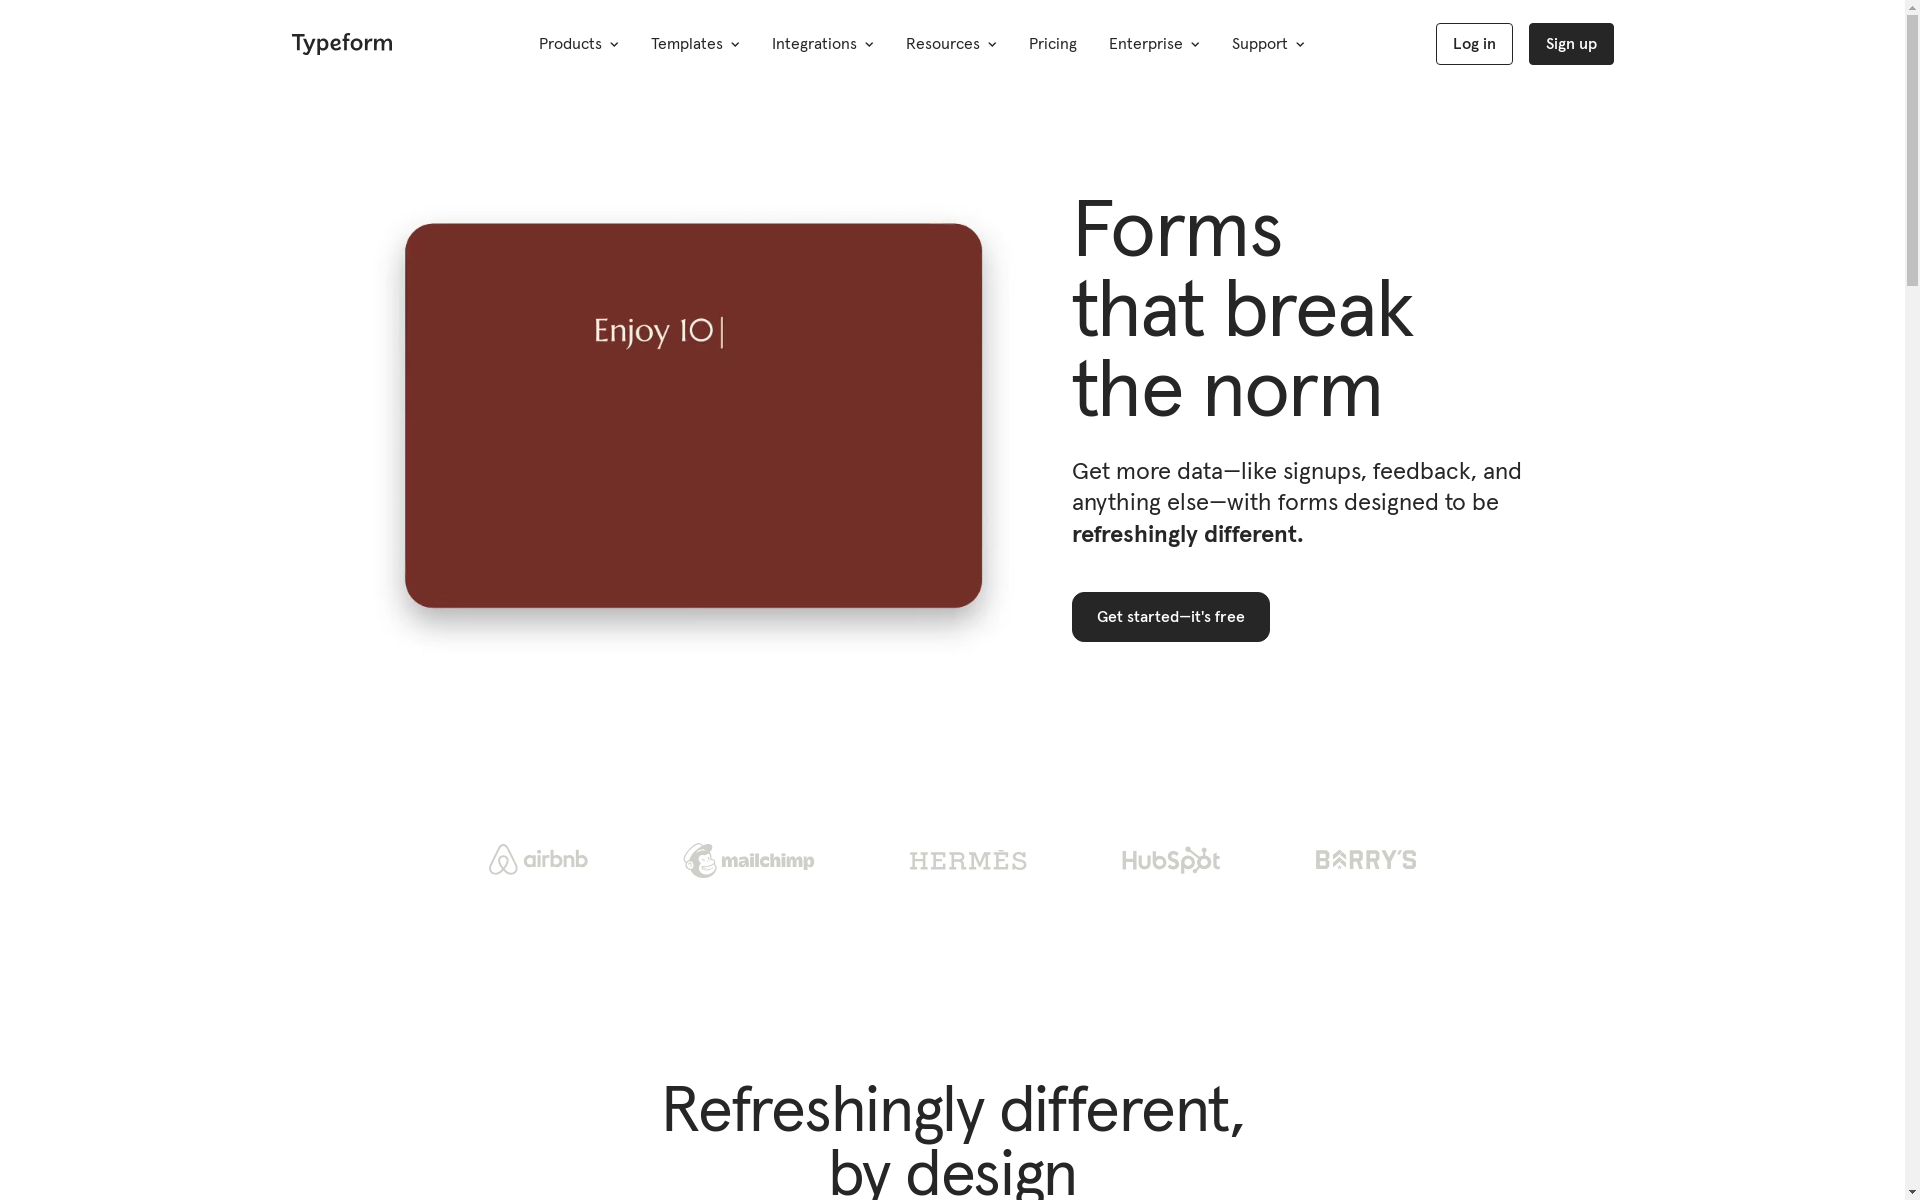 Typeform
Products
Templates
Integrations
Resources
Pricing
Enterprise
Support
Log in
Sign up
Enjoy 10
Forms
that break
the norm
Get more data—like signups, feedback, and
anything else—with forms designed to be
refreshingly different.
Get started—it's free
airbnb
mailchimp
HERMÈS
HubSpot
BARRY'S
Refreshingly different,
by design